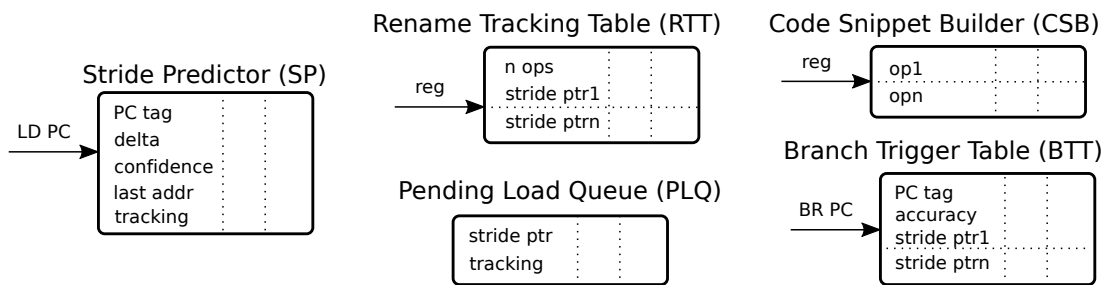 Stride Predictor (SP)
LD PC
PC tag
delta
confidence
last addr
tracking
Rename Tracking Table (RTT)
reg
n ops
stride ptr1
stride ptrn
Pending Load Queue (PLQ)
stride ptr
tracking
Code Snippet Builder (CSB)
reg
op1
opn
Branch Trigger Table (BTT)
BR PC
PC tag
accuracy
stride ptr1
stride ptrn